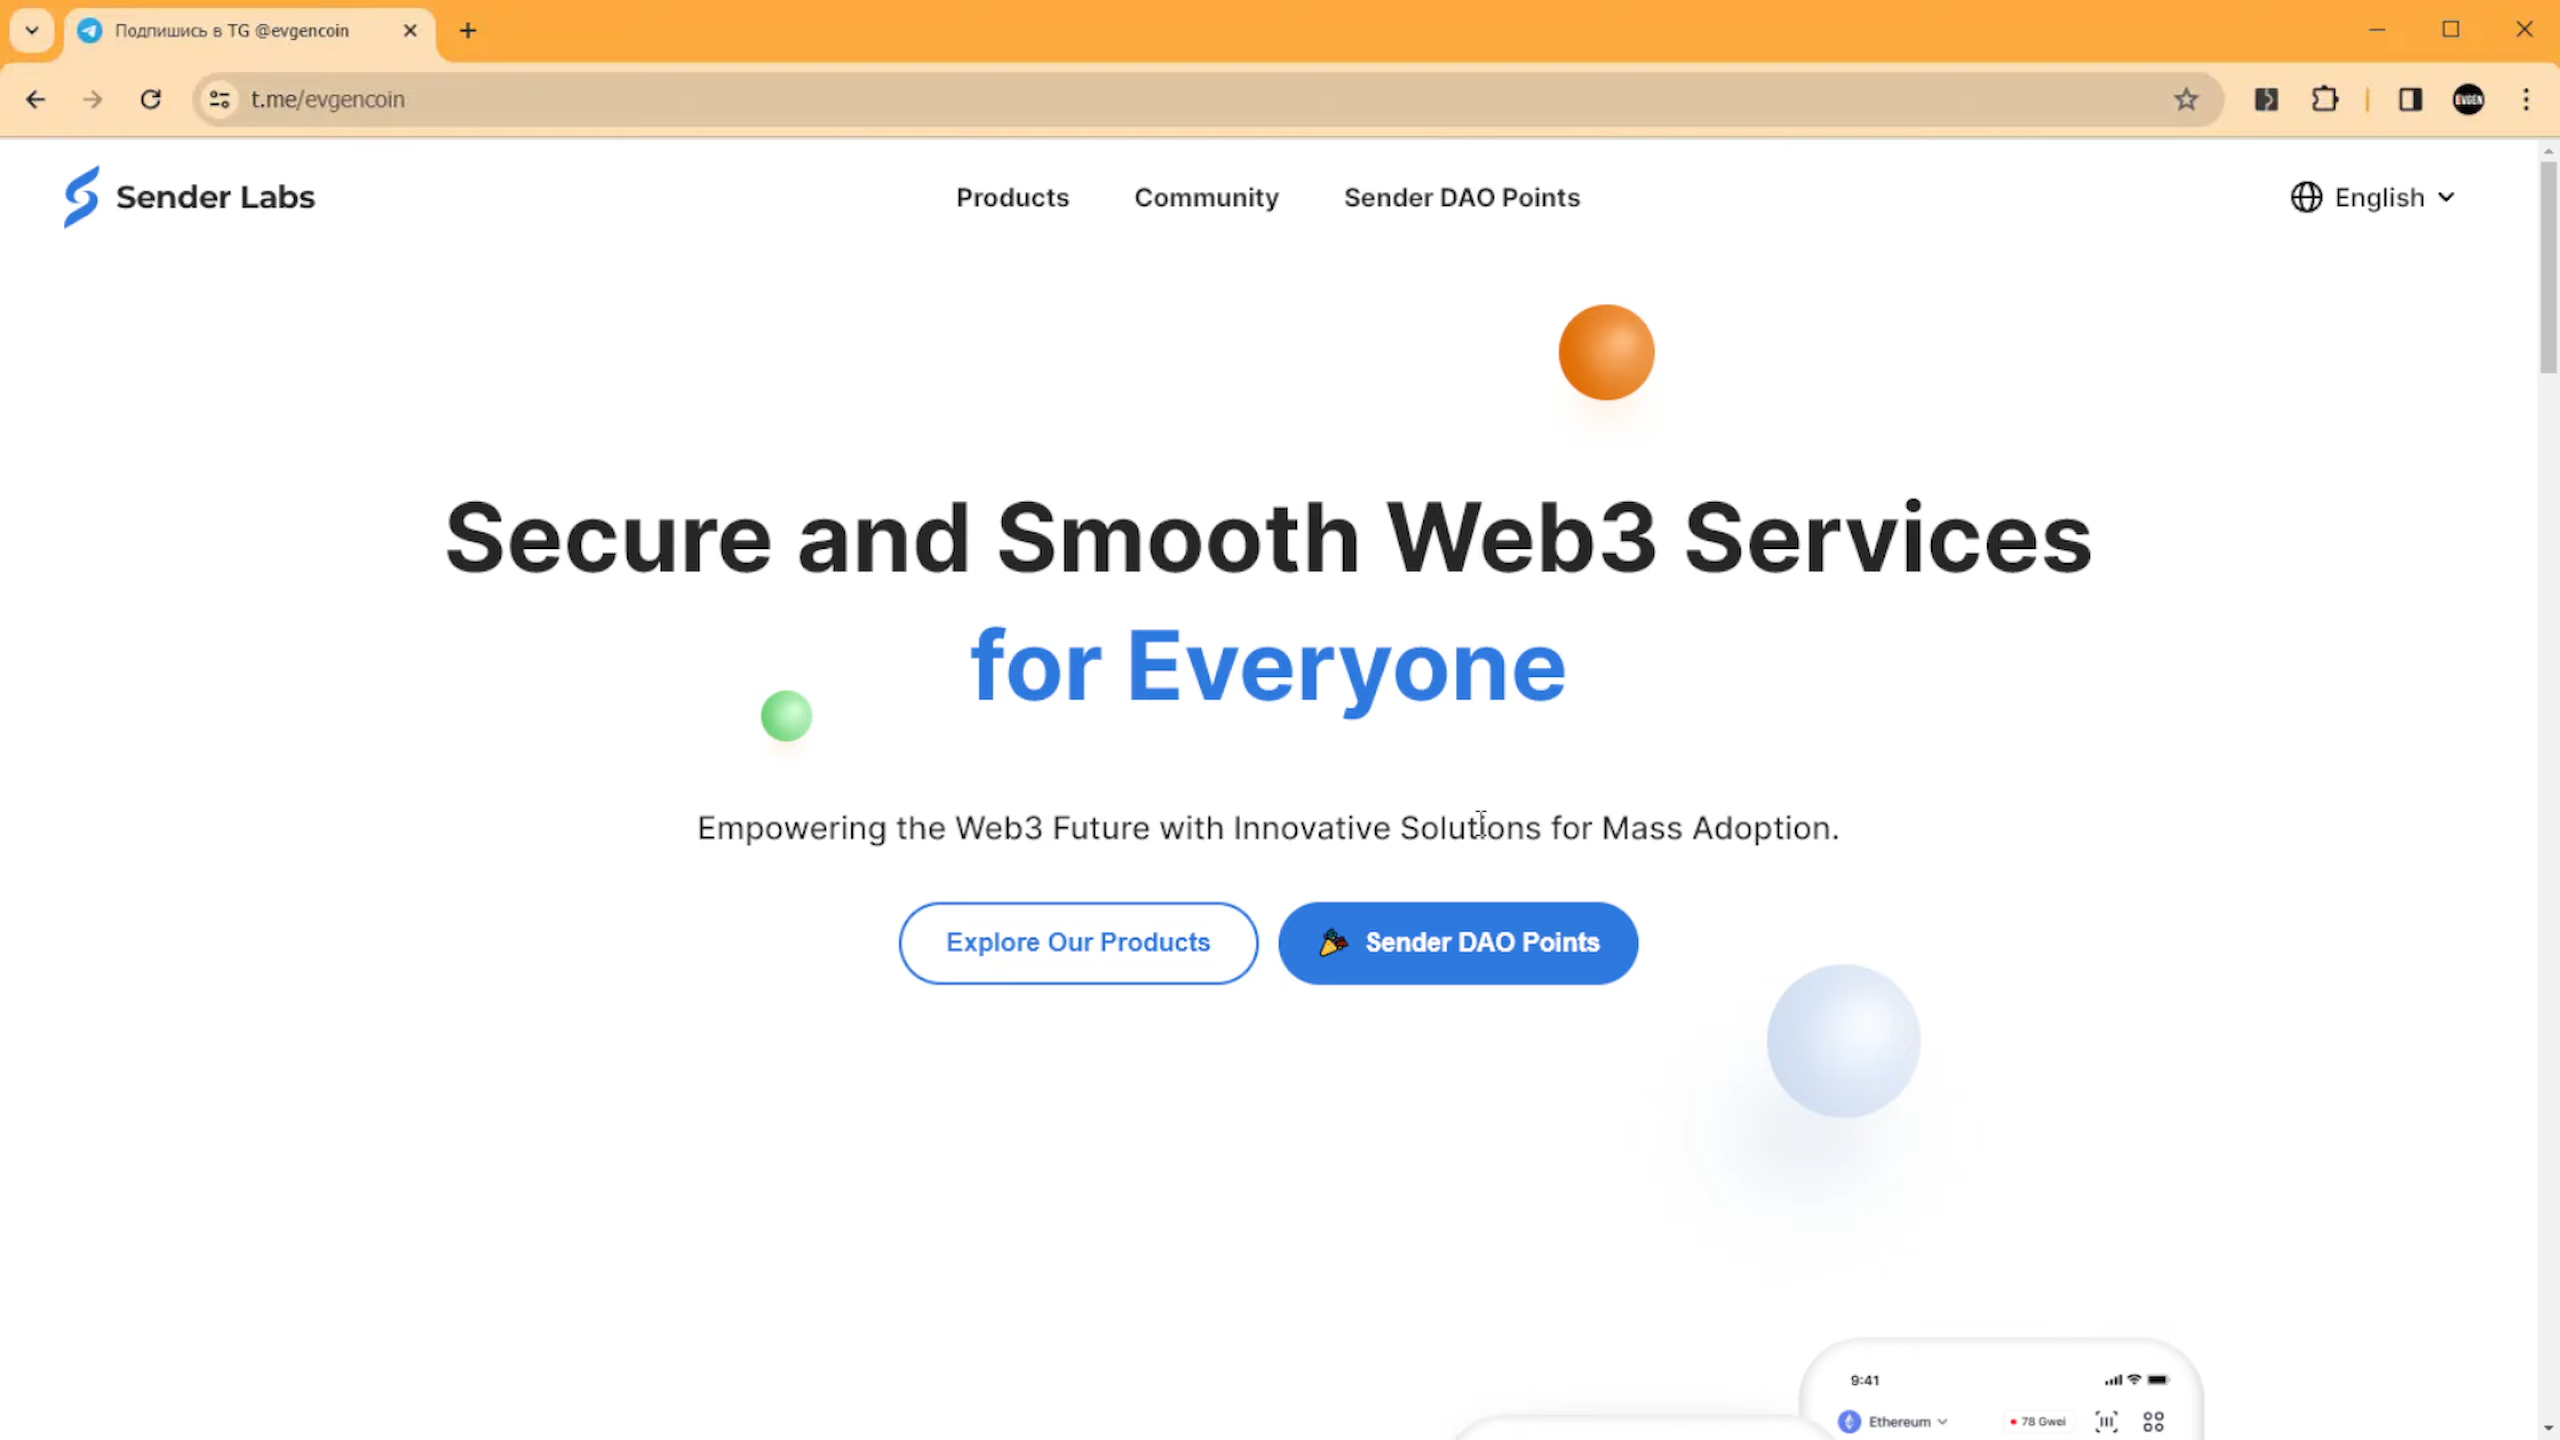 Подпишись в TG @evgencoin
t.me/evgencoin
EVGEN
Sender Labs
Products
Community
Sender DAO Points
English
Secure and Smooth Web3 Services
for Everyone
Empowering the Web3 Future with Innovative Solutions for Mass Adoption.
Explore Our Products
Sender DAO Points
9:41
Ethereum
78 Gwei